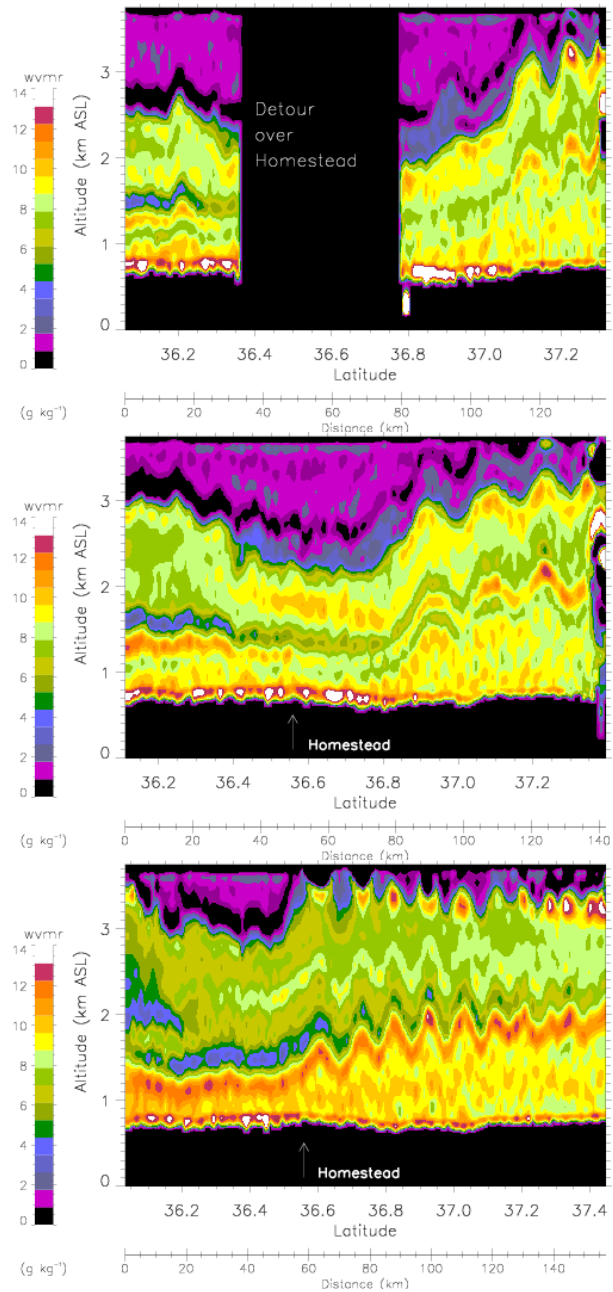 wvmr
14
12
10
8
6
4
2
0
(g kg⁻¹)
Altitude (km ASL)
3
2
1
0
Detour
over
Homestead
36.2 36.4 36.6 36.8 37.0 37.2
Latitude
0 20 40 60 80 100 120
Distance (km)
wvmr
14
12
10
8
6
4
2
0
(g kg⁻¹)
Altitude (km ASL)
3
2
1
0
Homestead
36.2 36.4 36.6 36.8 37.0 37.2
Latitude
0 20 40 60 80 100 120 140
Distance (km)
wvmr
14
12
10
8
6
4
2
0
(g kg⁻¹)
Altitude (km ASL)
3
2
1
0
Homestead
36.2 36.4 36.6 36.8 37.0 37.2 37.4
Latitude
0 20 40 60 80 100 120 140
Distance (km)